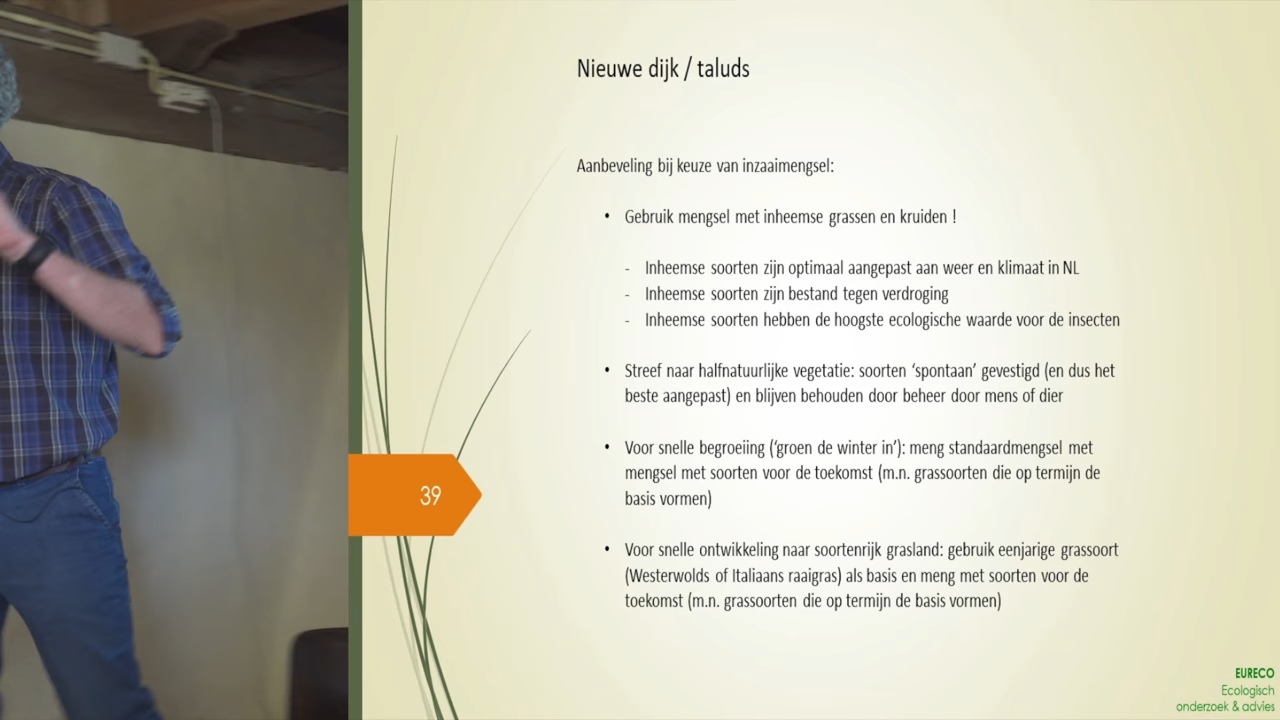 Nieuwe dijk / taluds
Aanbeveling bij keuze van inzaaimengsel:
• Gebruik mengsel met inheemse grassen en kruiden !
- Inheemse soorten zijn optimaal aangepast aan weer en klimaat in NL
- Inheemse soorten zijn bestand tegen verdroging
- Inheemse soorten hebben de hoogste ecologische waarde voor de insecten
• Streef naar halfnatuurlijke vegetatie: soorten ‘spontaan’ gevestigd (en dus het
beste aangepast) en blijven behouden door beheer door mens of dier
• Voor snelle begroeiing (‘groen de winter in’): meng standaardmengsel met
mengsel met soorten voor de toekomst (m.n. grassoorten die op termijn de
basis vormen)
39
• Voor snelle ontwikkeling naar soortenrijk grasland: gebruik eenjarige grassoort
(Westerwolds of Italiaans raaigras) als basis en meng met soorten voor de
toekomst (m.n. grassoorten die op termijn de basis vormen)
EURECO
Ecologisch
onderzoek & advies